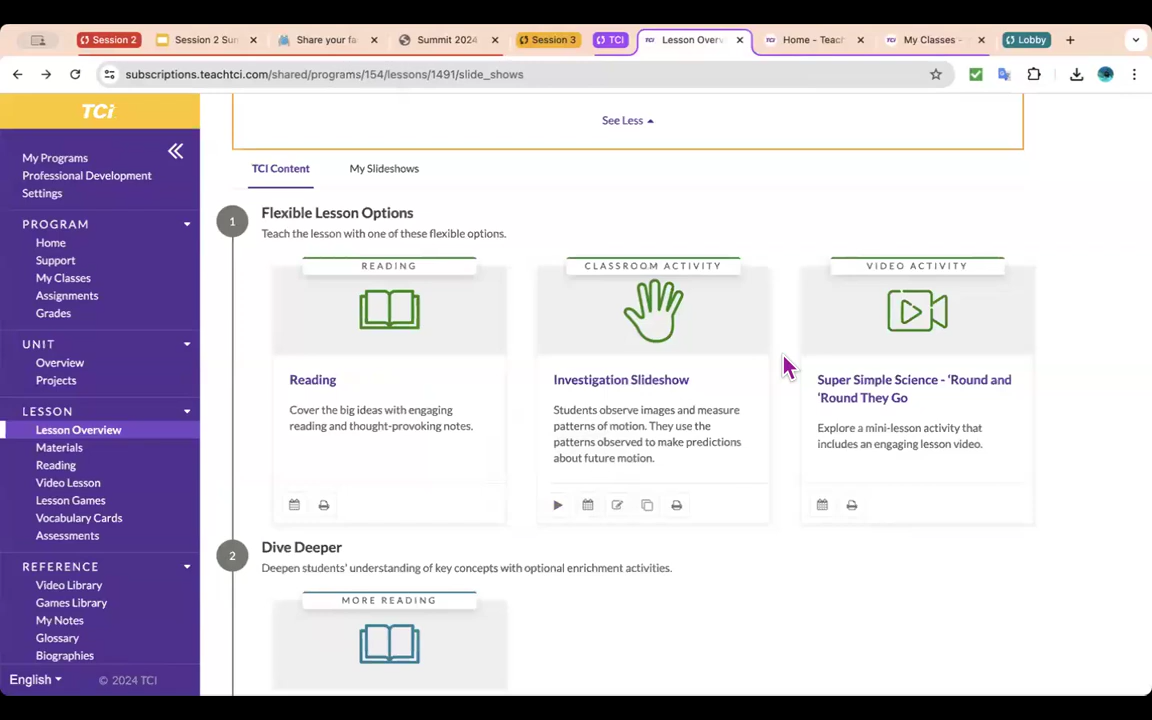 Session 2
Session 2 Sur
Share your fa
Summit 2024
Session 3
TCI
Lesson Over
Home - Teac
My Classes -
Lobby
subscriptions.teachtci.com/shared/programs/154/lessons/1491/slide_shows
TCi
My Programs
Professional Development
Settings
PROGRAM
Home
Support
My Classes
Assignments
Grades
UNIT
Overview
Projects
LESSON
Lesson Overview
Materials
Reading
Video Lesson
Lesson Games
Vocabulary Cards
Assessments
REFERENCE
Video Library
Games Library
My Notes
Glossary
Biographies
English
© 2024 TCI
See Less
TCI Content
My Slideshows
1
Flexible Lesson Options
Teach the lesson with one of these flexible options.
READING
Reading
Cover the big ideas with engaging
reading and thought-provoking notes.
CLASSROOM ACTIVITY
Investigation Slideshow
Students observe images and measure
patterns of motion. They use the
patterns observed to make predictions
about future motion.
VIDEO ACTIVITY
Super Simple Science - ‘Round and
‘Round They Go
Explore a mini-lesson activity that
includes an engaging lesson video.
2
Dive Deeper
Deepen students’ understanding of key concepts with optional enrichment activities.
MORE READING